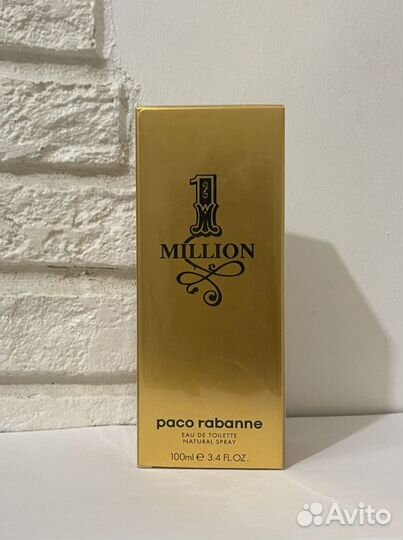 1
MILLION
paco rabanne
EAU DE TOILETTE
NATURAL SPRAY
100ml ℮ 3.4 FL.OZ.
Avito